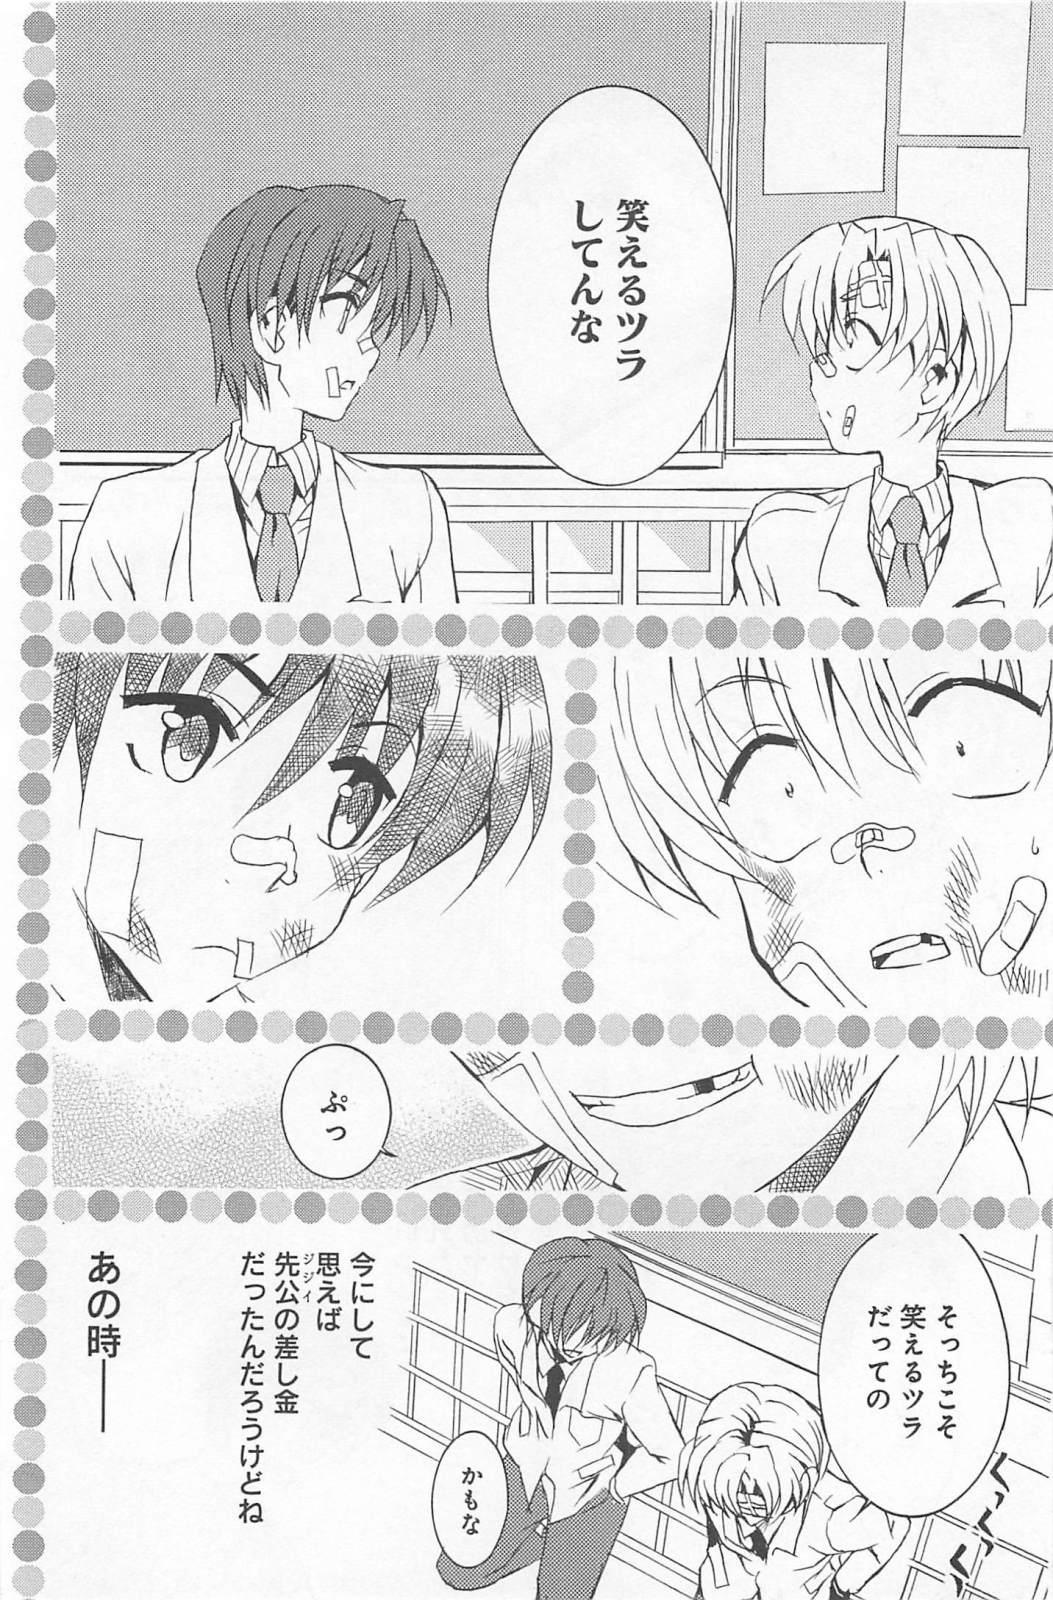 笑えるツラ
してんな
ぷっ
そっちこそ
笑えるツラ
だっての
くっくっくっ
かもな
今にして
思えば
先公の差し金
ジジイ
だったんだろうけどね
あの時――